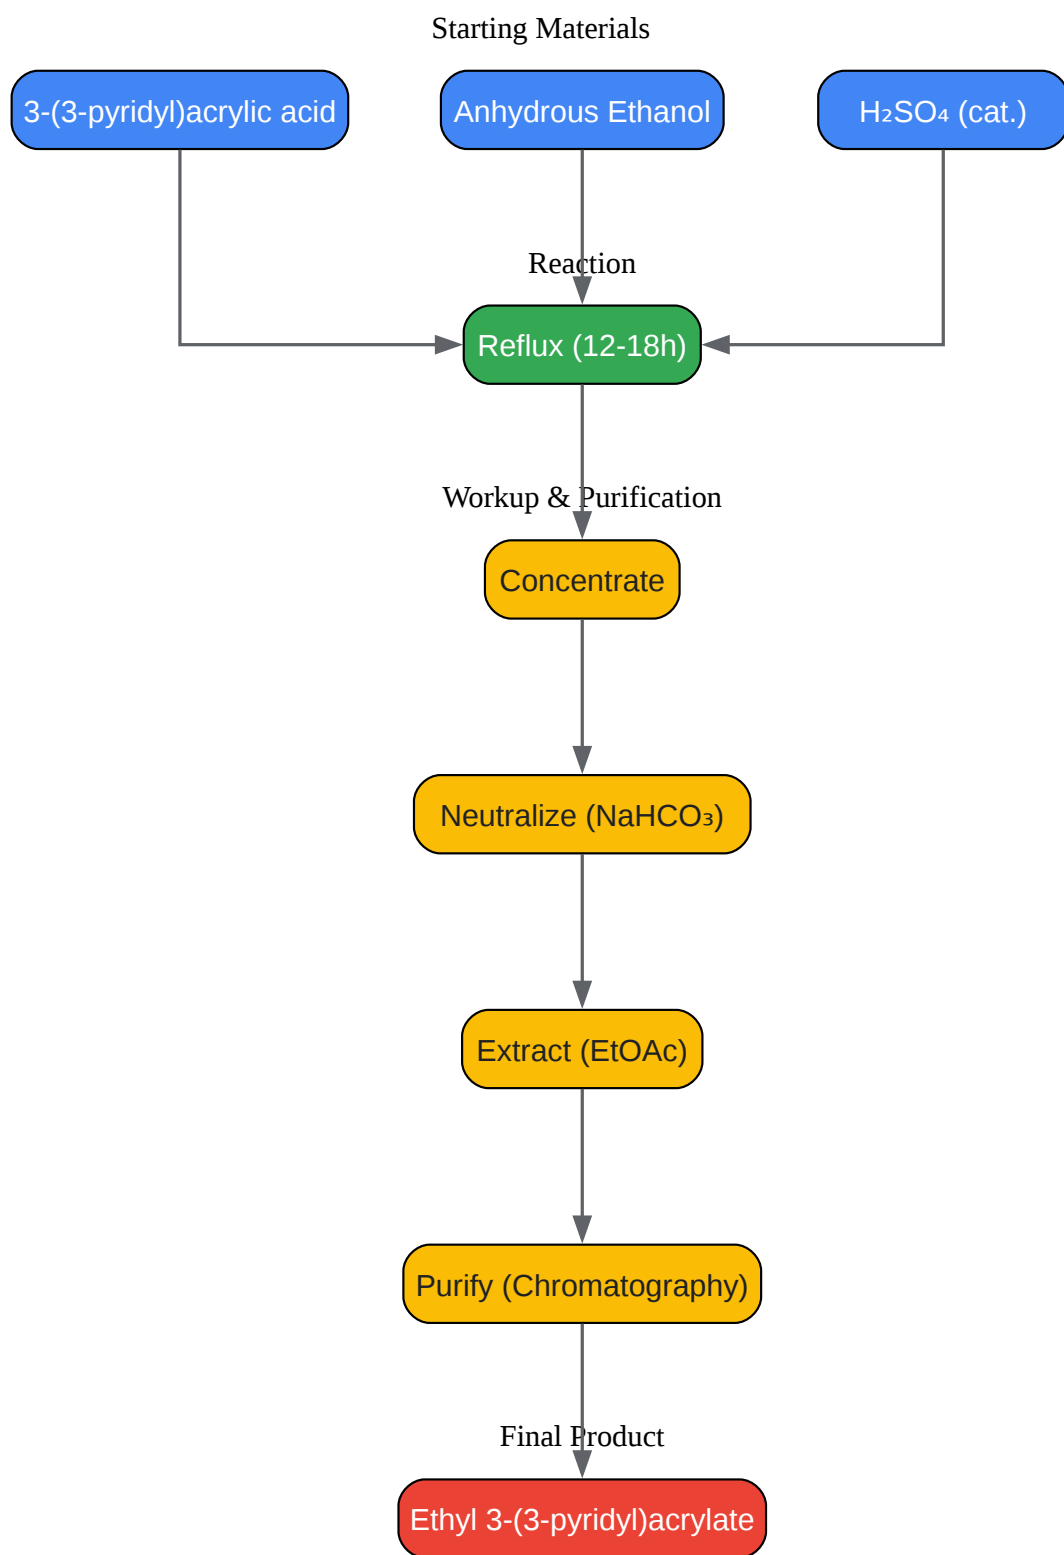 Starting Materials
3-(3-pyridyl)acrylic acid
Anhydrous Ethanol
H₂SO₄ (cat.)
Reaction
Reflux (12-18h)
Workup & Purification
Concentrate
Neutralize (NaHCO₃)
Extract (EtOAc)
Purify (Chromatography)
Final Product
Ethyl 3-(3-pyridyl)acrylate